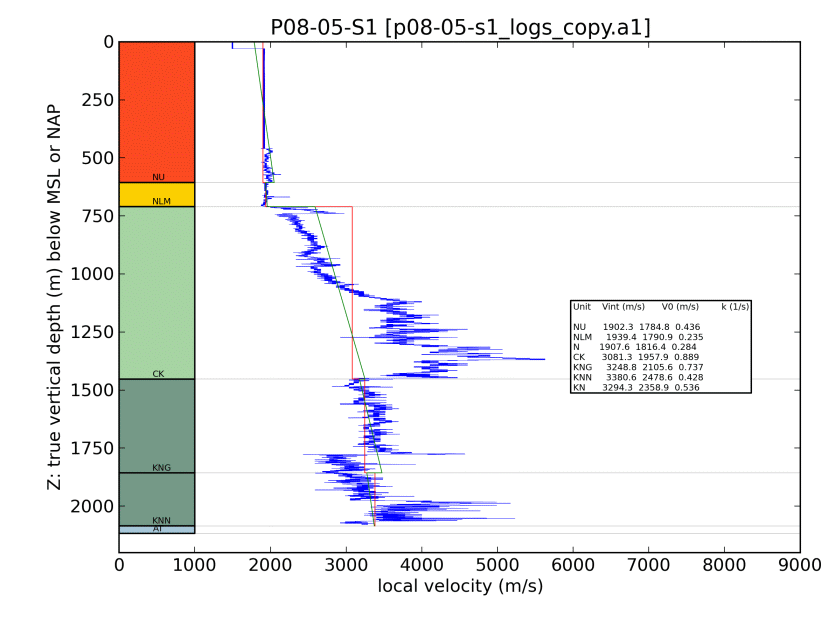 P08-05-S1 [p08-05-s1_logs_copy.a1]
Z: true vertical depth (m) below MSL or NAP
0
250
500
750
1000
1250
1500
1750
2000
NU
NLM
CK
KNG
KNN
AT
Unit Vint (m/s) V0 (m/s) k (1/s)
NU 1902.3 1784.8 0.436
NLM 1939.4 1790.9 0.235
N 1907.6 1816.4 0.284
CK 3081.3 1957.9 0.889
KNG 3248.8 2105.6 0.737
KNN 3380.6 2478.6 0.428
KN 3294.3 2358.9 0.536
0 1000 2000 3000 4000 5000 6000 7000 8000 9000
local velocity (m/s)